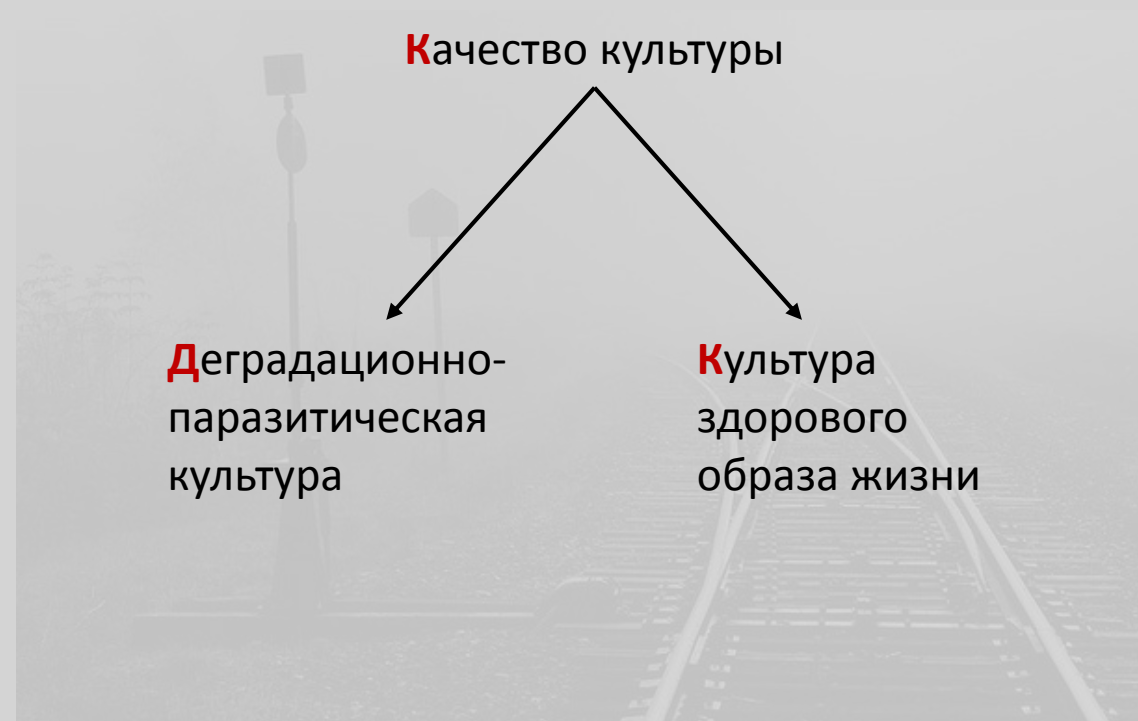 Качество культуры
Деградационно-
паразитическая
культура
Культура
здорового
образа жизни